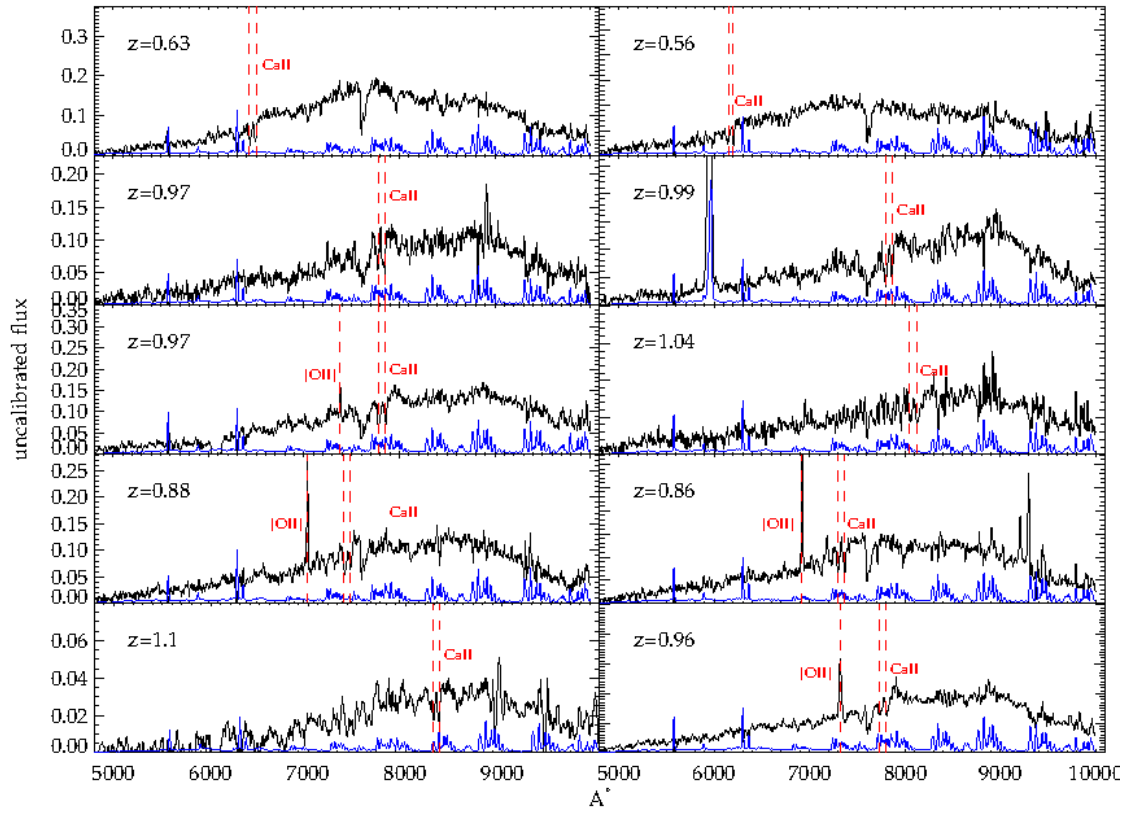 z=0.63
CaII
z=0.56
CaII
0.3
0.2
0.1
0.0
z=0.97
CaII
z=0.99
CaII
0.20
0.15
0.10
0.05
0.00
z=0.97
[OII]
CaII
z=1.04
CaII
0.35
0.30
0.25
0.20
0.15
0.10
0.05
0.00
z=0.88
[OII]
CaII
z=0.86
[OII]
CaII
0.25
0.20
0.15
0.10
0.05
0.00
z=1.1
CaII
z=0.96
[OII]
CaII
0.06
0.04
0.02
0.00
uncalibrated flux
5000 6000 7000 8000 9000 5000 6000 7000 8000 9000 10000
A°